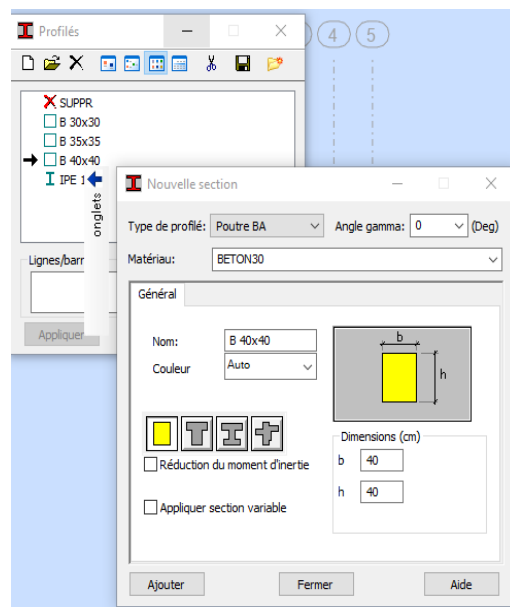 Profilés
4 5
SUPPR
B 30x30
B 35x35
B 40x40
IPE 1
onglets
Lignes/barr
Appliquer
Nouvelle section
Type de profilé: Poutre BA Angle gamma: 0 (Deg)
Matériau: BETON30
Général
Nom: B 40x40
Couleur Auto
b
h
Réduction du moment d'inertie
Appliquer section variable
Dimensions (cm)
b 40
h 40
Ajouter Fermer Aide